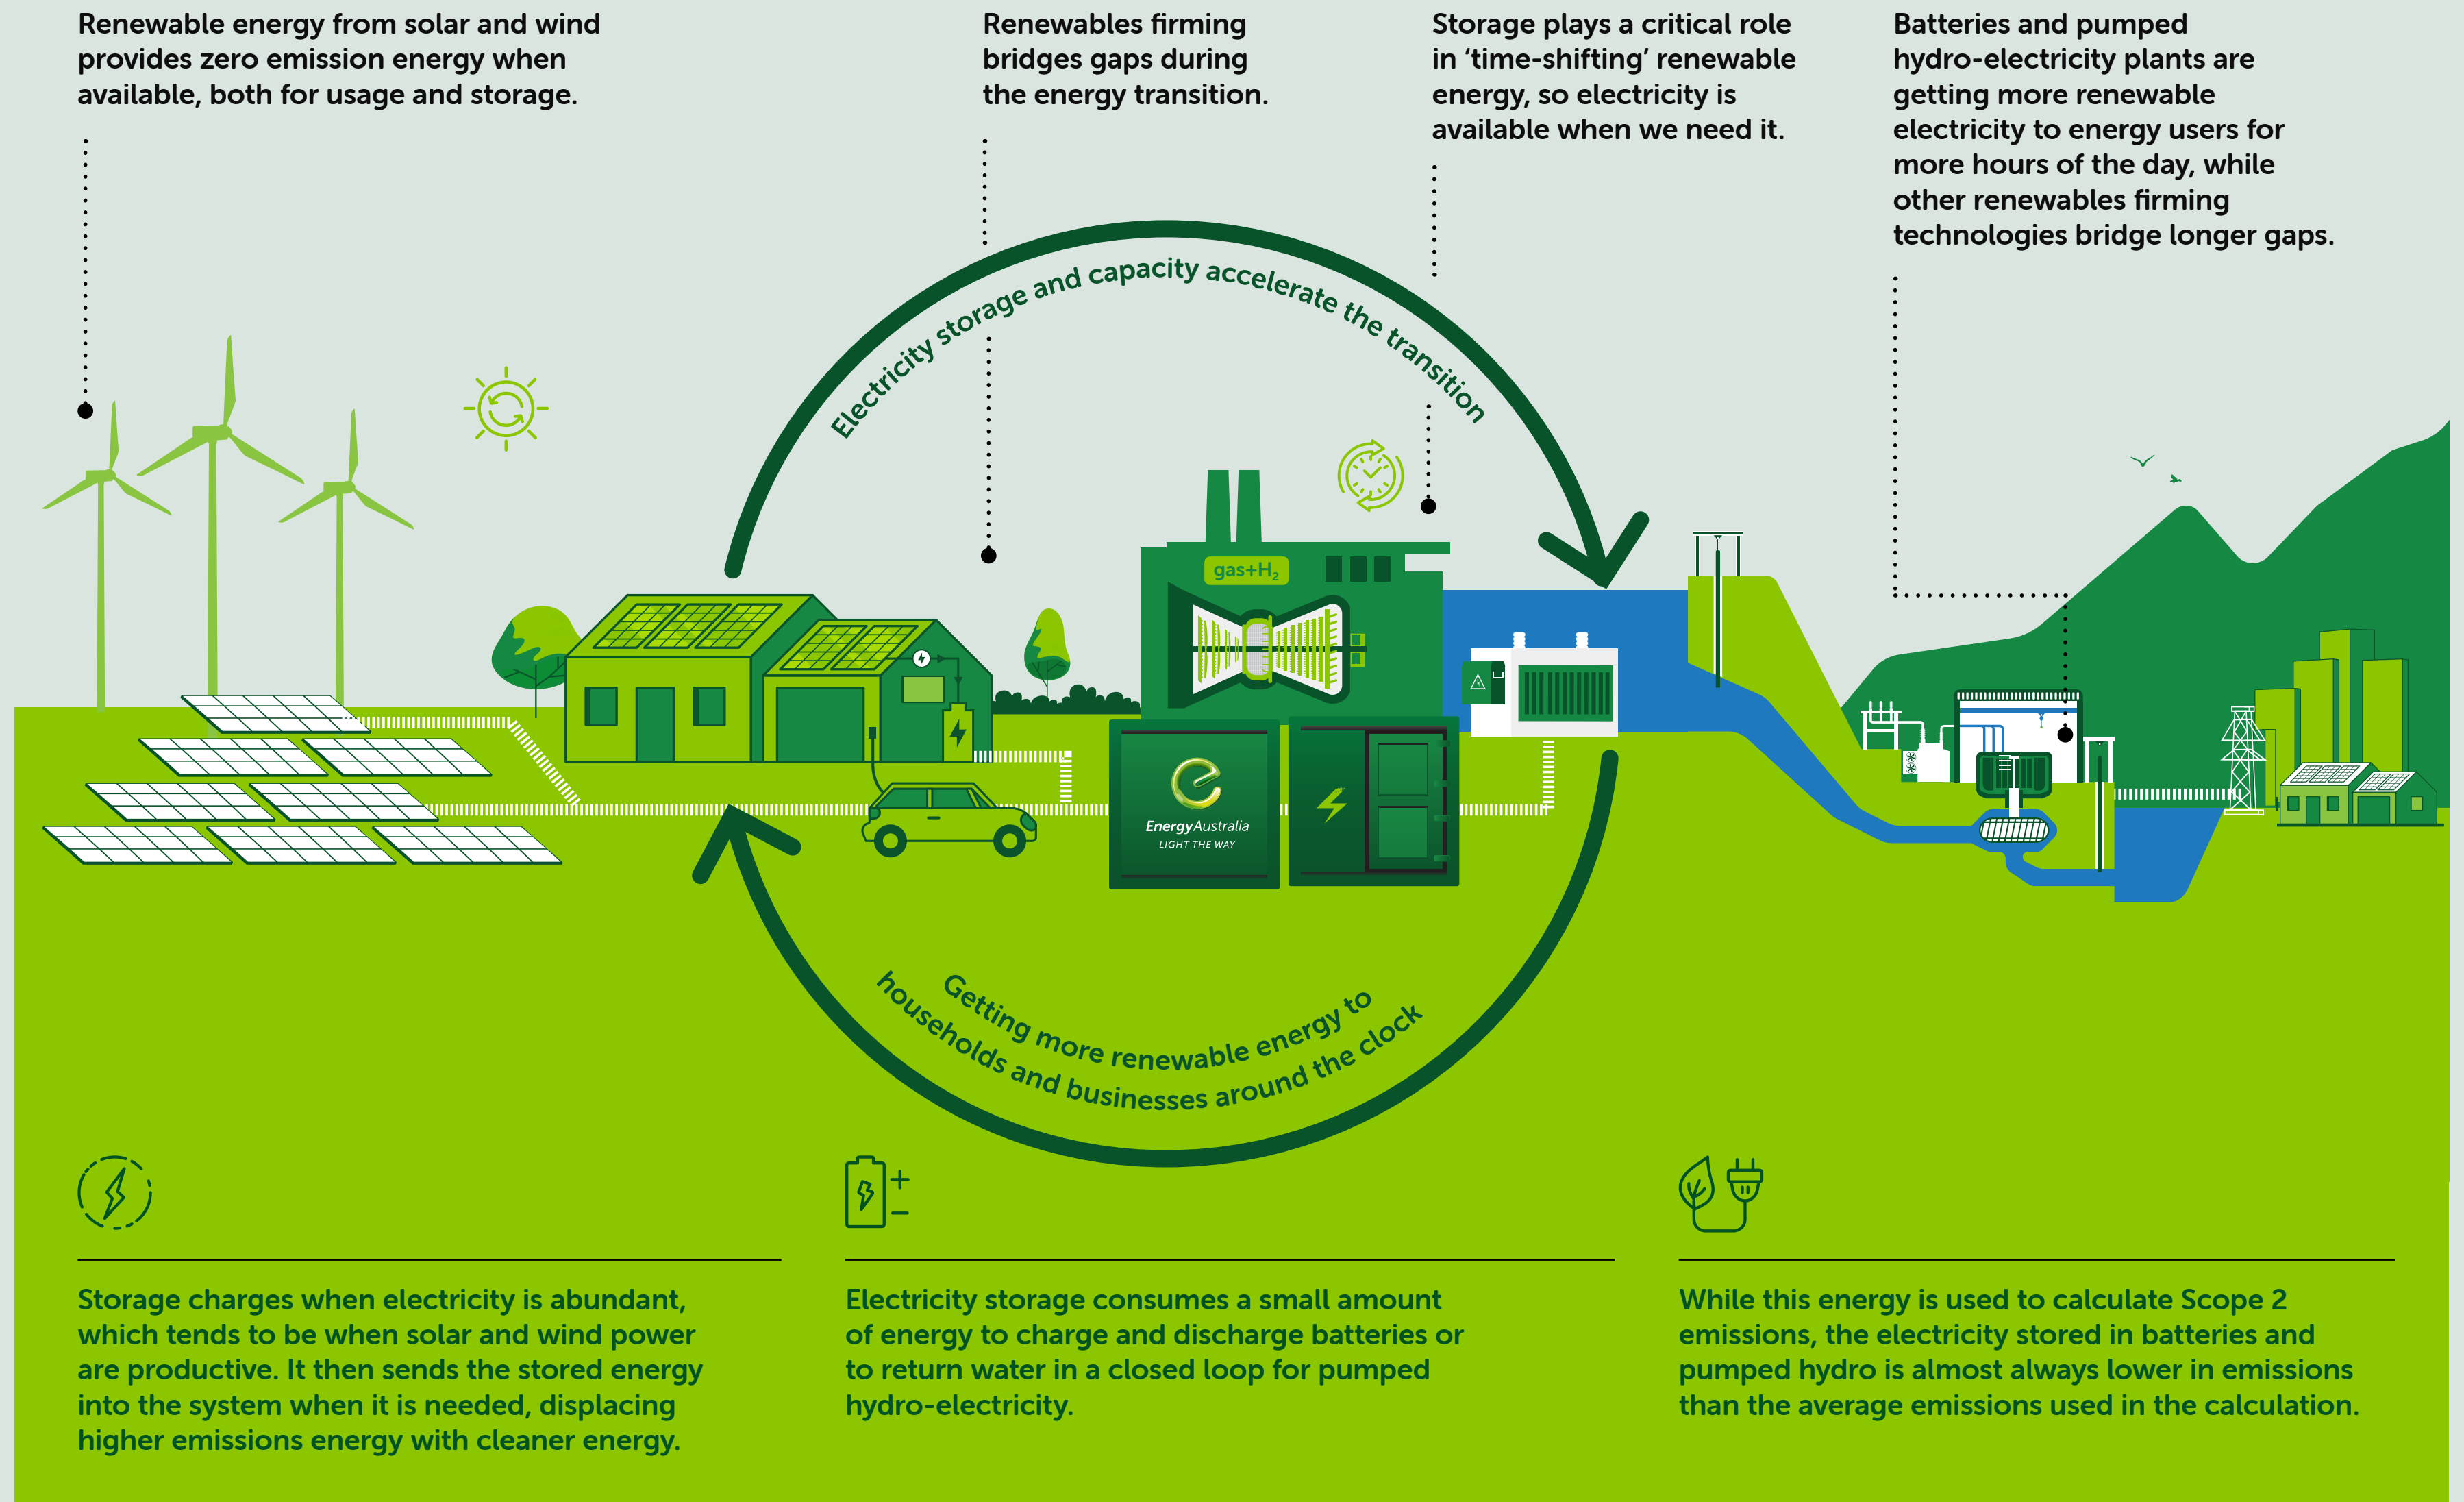 Renewable energy from solar and wind
provides zero emission energy when
available, both for usage and storage.
Renewables firming
bridges gaps during
the energy transition.
Storage plays a critical role
in ‘time-shifting’ renewable
energy, so electricity is
available when we need it.
Batteries and pumped
hydro-electricity plants are
getting more renewable
electricity to energy users for
more hours of the day, while
other renewables firming
technologies bridge longer gaps.
Electricity storage and capacity accelerate the transition
gas+H₂
EnergyAustralia
LIGHT THE WAY
Getting more renewable energy to
households and businesses around the clock
Storage charges when electricity is abundant,
which tends to be when solar and wind power
are productive. It then sends the stored energy
into the system when it is needed, displacing
higher emissions energy with cleaner energy.
Electricity storage consumes a small amount
of energy to charge and discharge batteries or
to return water in a closed loop for pumped
hydro-electricity.
While this energy is used to calculate Scope 2
emissions, the electricity stored in batteries and
pumped hydro is almost always lower in emissions
than the average emissions used in the calculation.